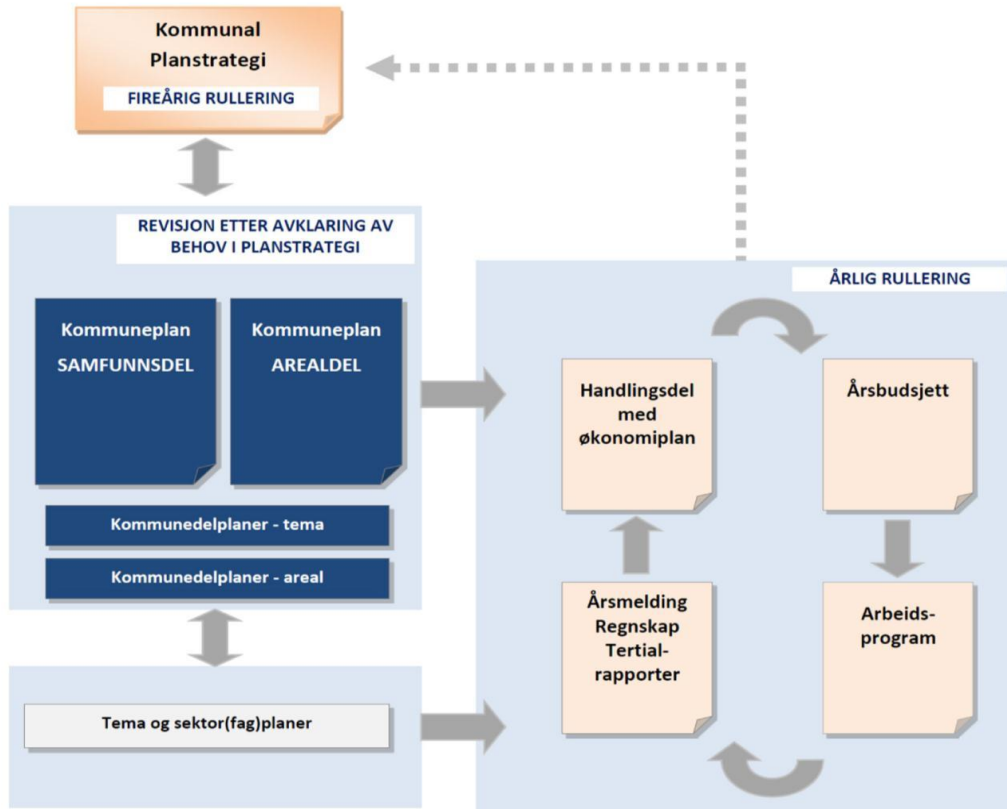 Kommunal
Planstrategi
FIREÅRIG RULLERING
REVISJON ETTER AVKLARING AV
BEHOV I PLANSTRATEGI
Kommuneplan
SAMFUNNSDEL
Kommuneplan
AREALDEL
Kommunedelplaner - tema
Kommunedelplaner - areal
Tema og sektor(fag)planer
ÅRLIG RULLERING
Handlingsdel
med
økonomiplan
Årsbudsjett
Årsmelding
Regnskap
Tertial-
rapporter
Arbeids-
program